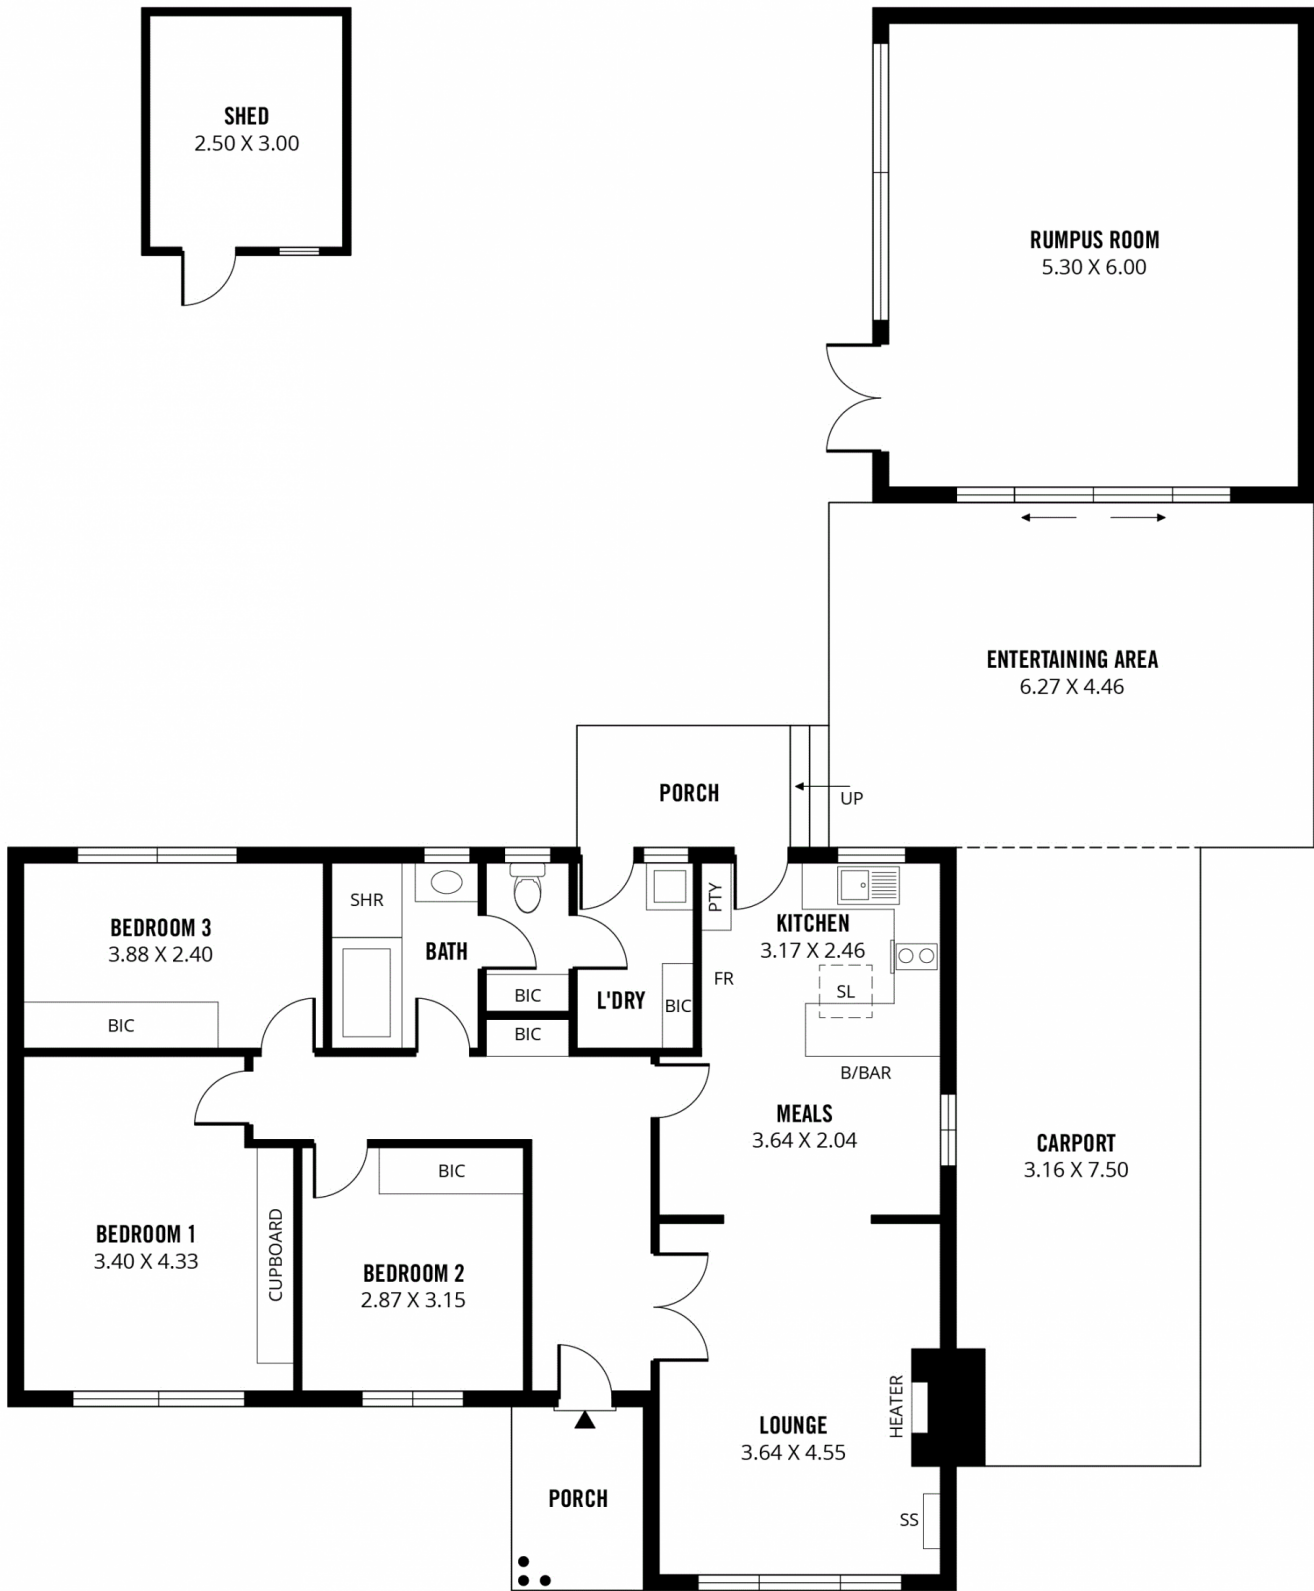 SHED
2.50 X 3.00
RUMPUS ROOM
5.30 X 6.00
ENTERTAINING AREA
6.27 X 4.46
PORCH
UP
BEDROOM 3
3.88 X 2.40
BIC
SHR
BATH
BIC
BIC
L'DRY
BIC
PTY
FR
KITCHEN
3.17 X 2.46
SL
B/BAR
MEALS
3.64 X 2.04
CARPORT
3.16 X 7.50
BEDROOM 1
3.40 X 4.33
CUPBOARD
BIC
BEDROOM 2
2.87 X 3.15
LOUNGE
3.64 X 4.55
HEATER
SS
PORCH